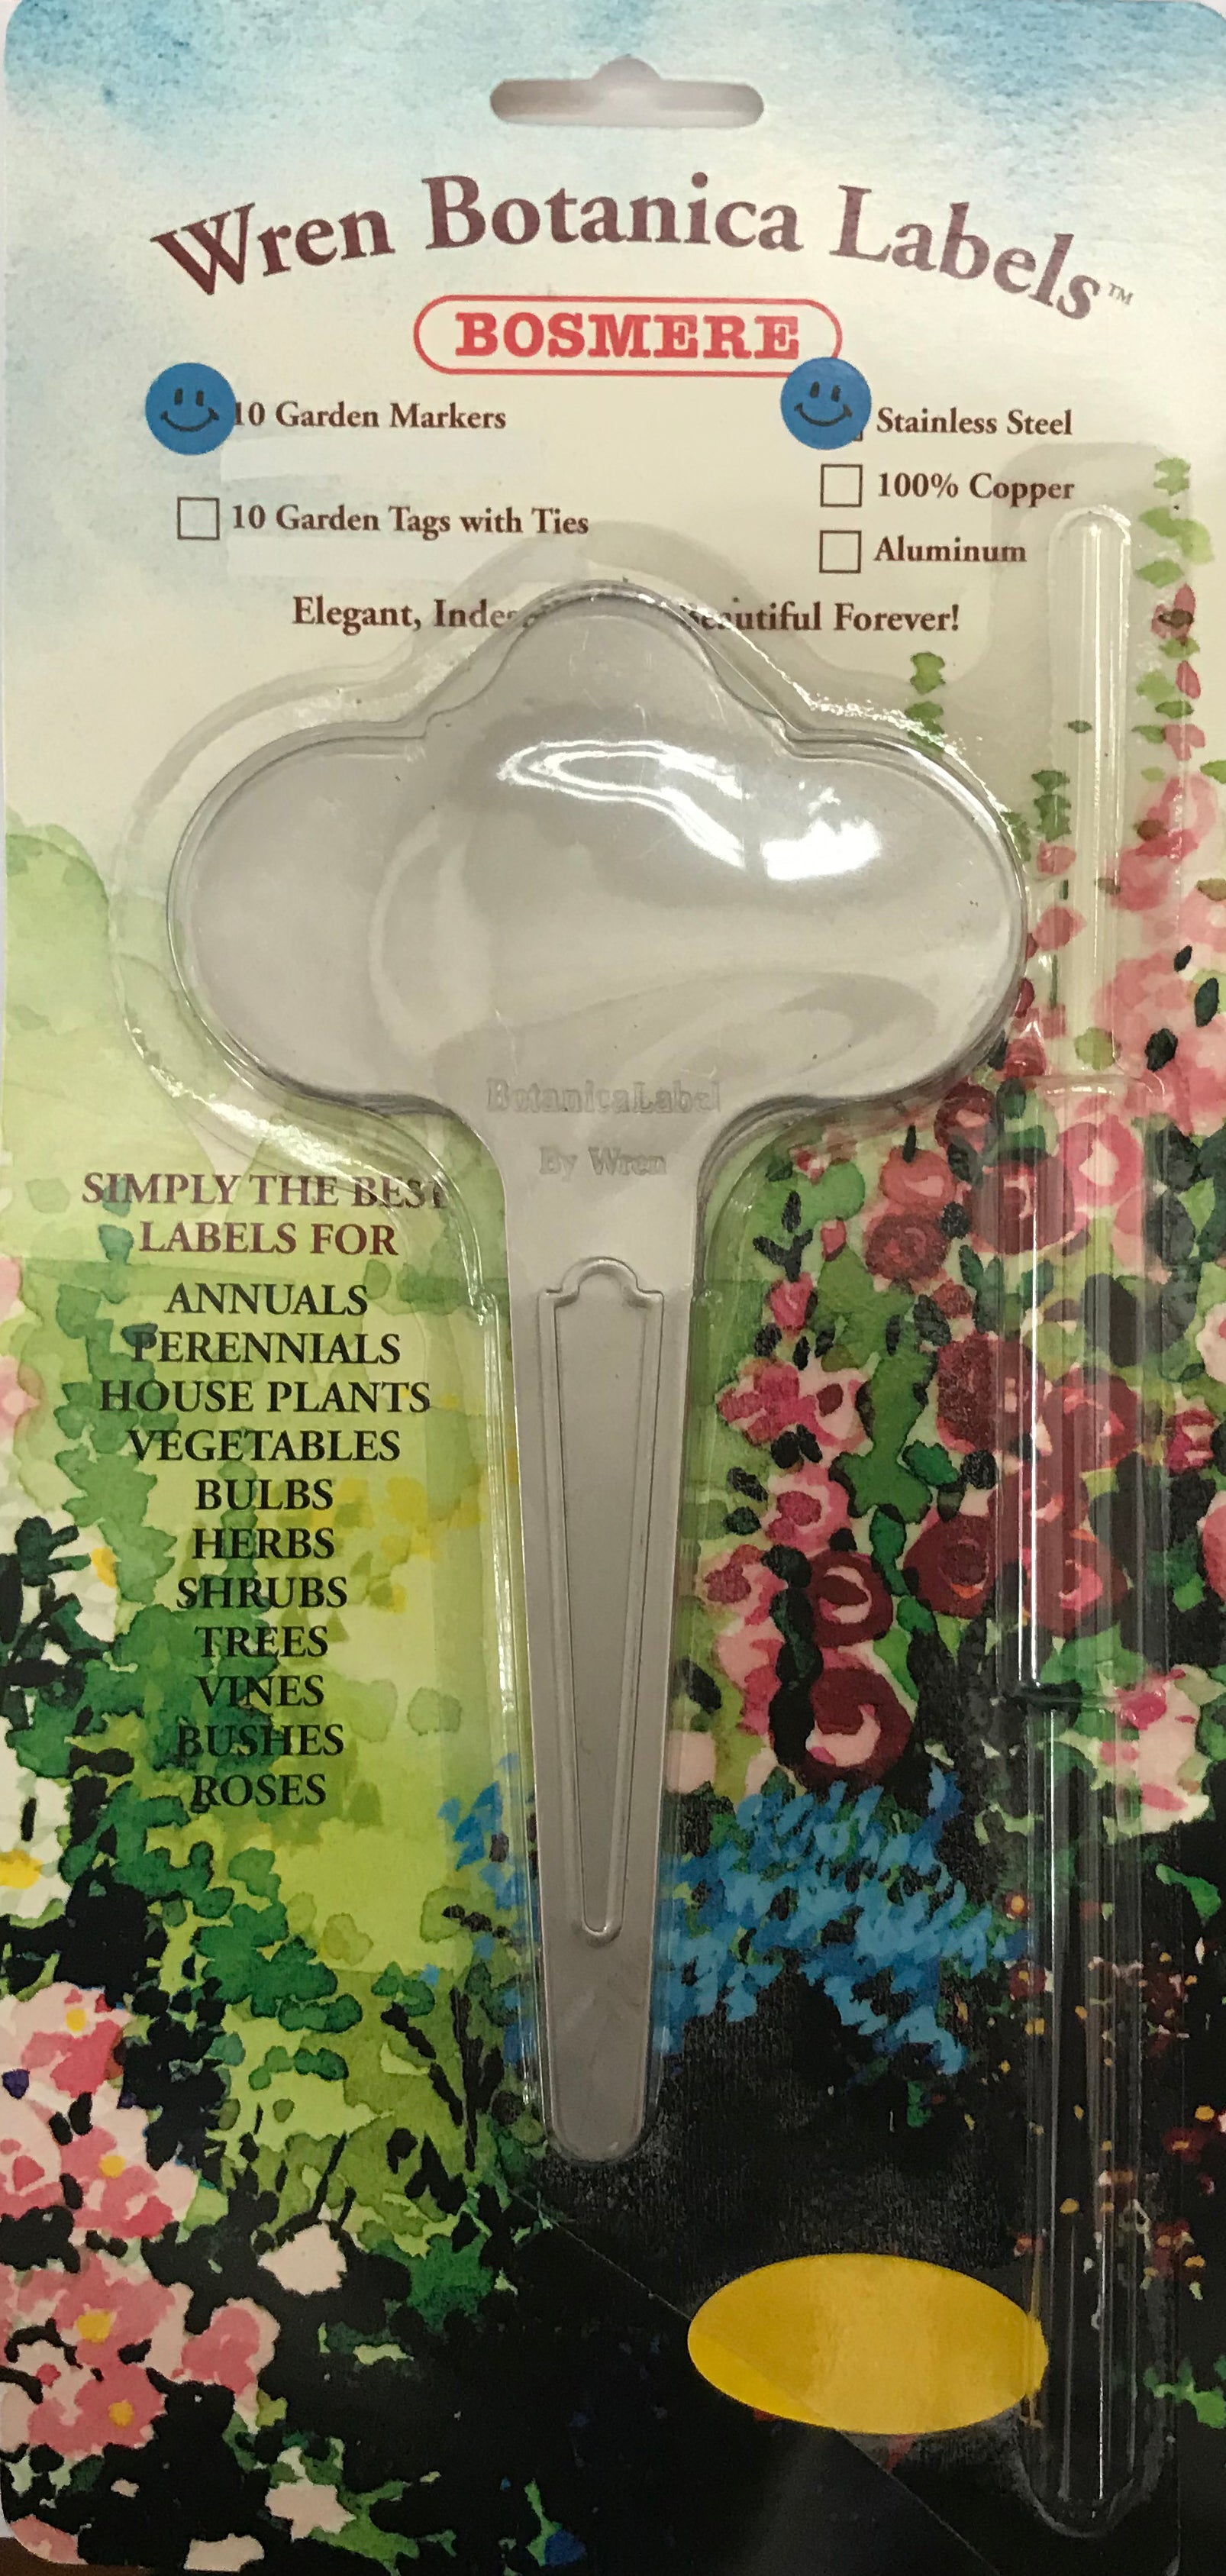 Wren Botanica Labels™
BOSMERE
10 Garden Markers
10 Garden Tags with Ties
Stainless Steel
100% Copper
Aluminum
Elegant, Beautiful Forever!
BotanicaLabel
By Wren
SIMPLY THE BEST
LABELS FOR
ANNUALS
PERENNIALS
HOUSE PLANTS
VEGETABLES
BULBS
HERBS
SHRUBS
TREES
VINES
BUSHES
ROSES